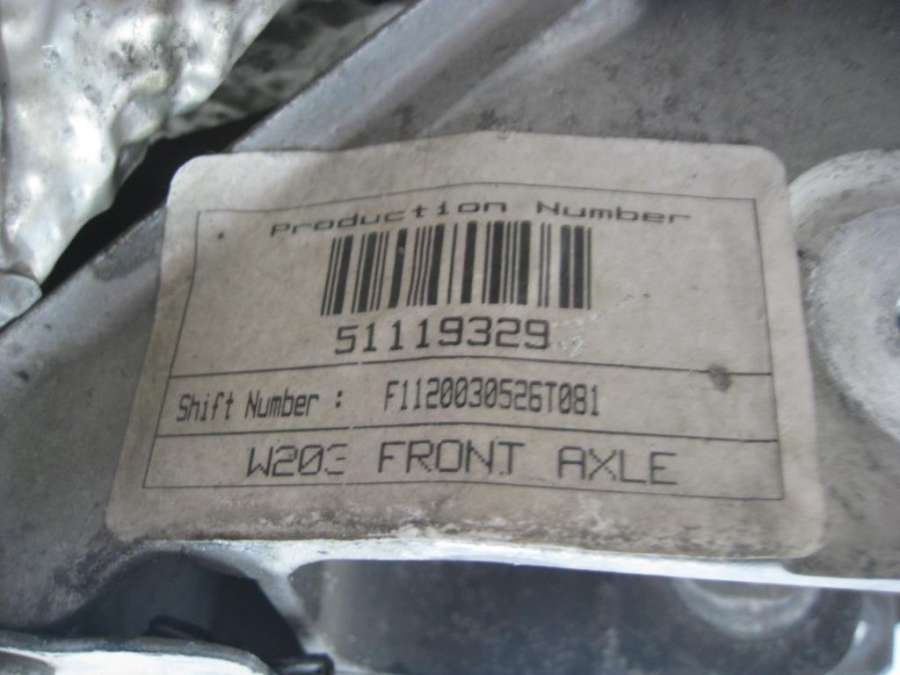 Production Number
51119329
Shift Number : F1120030526T081
W203 FRONT AXLE